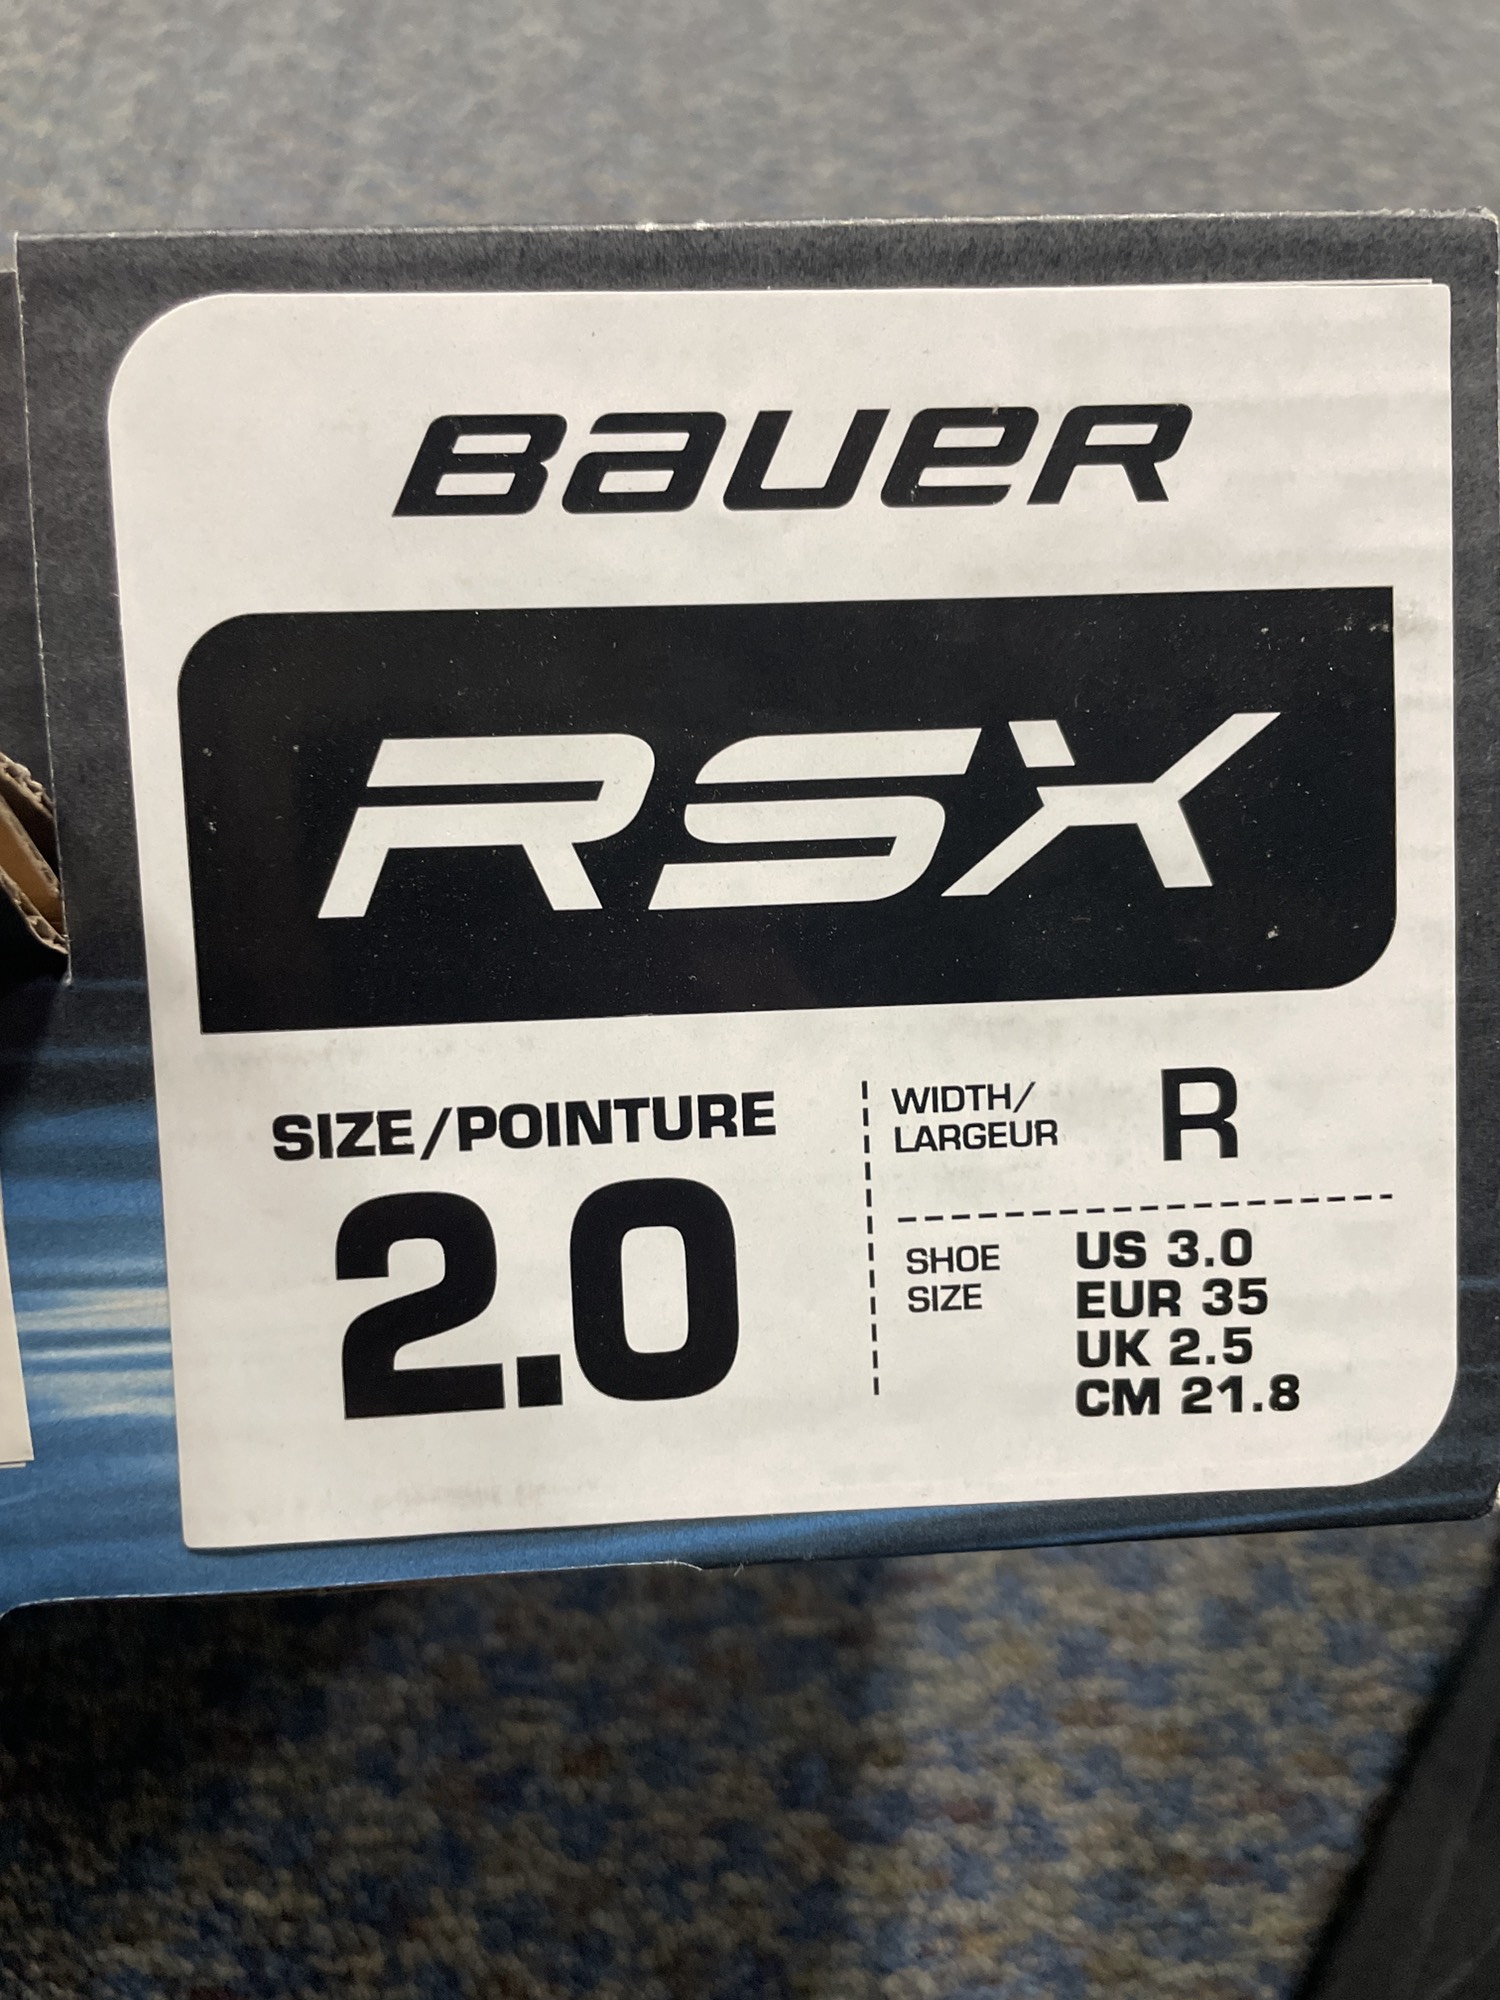 BAUER
RSX
SIZE/POINTURE
2.0
WIDTH/
LARGEUR
R
SHOE
SIZE
US 3.0
EUR 35
UK 2.5
CM 21.8